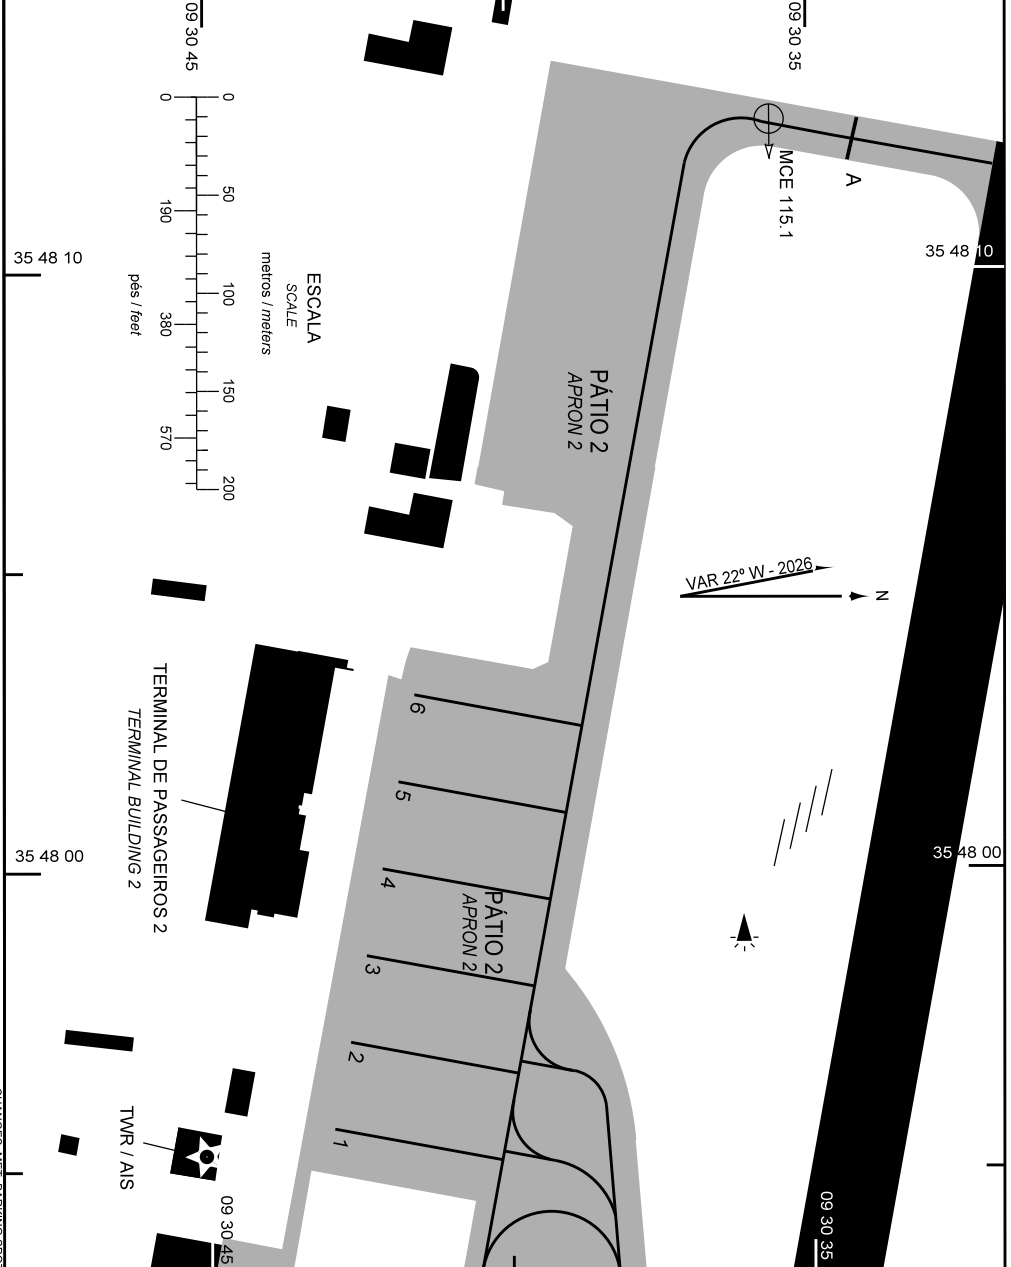 09 30 45
09 30 35
0
50
100
150
200
0
190
380
570
ESCALA
SCALE
metros / meters
pés / feet
MCE 115.1
A
35 48 10
35 48 10
PÁTIO 2
APRON 2
VAR 22º W - 2026
N
6
5
4
3
2
1
TERMINAL DE PASSAGEIROS 2
TERMINAL BUILDING 2
35 48 00
35 48 00
PÁTIO 2
APRON 2
TWR / AIS
09 30 45
09 30 35